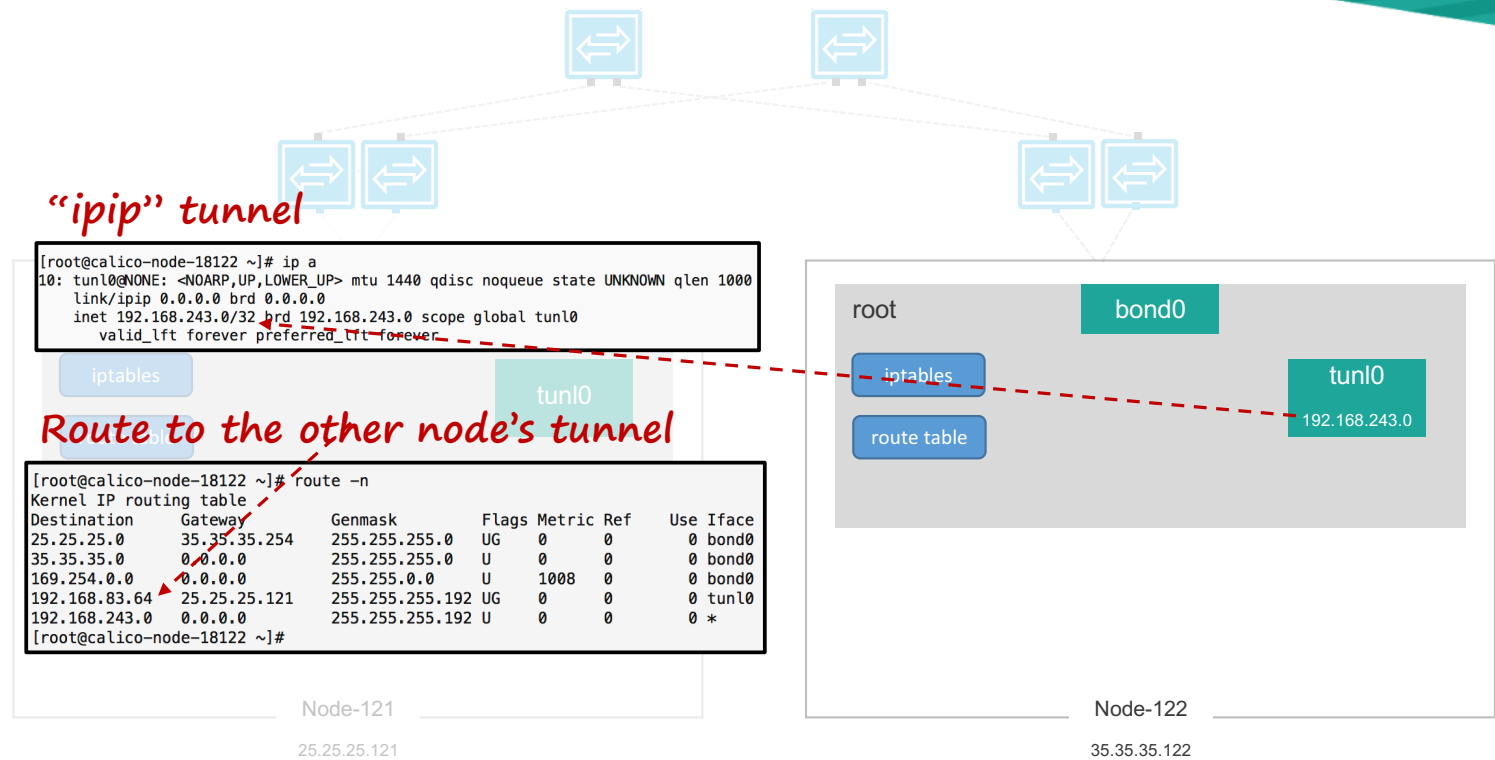 “ipip” tunnel
[root@calico-node-18122 ~]# ip a
10: tunl0@NONE: <NOARP,UP,LOWER_UP> mtu 1440 qdisc noqueue state UNKNOWN qlen 1000
    link/ipip 0.0.0.0 brd 0.0.0.0
    inet 192.168.243.0/32 brd 192.168.243.0 scope global tunl0
       valid_lft forever preferred_lft forever
iptables
tunl0
Route to the other node’s tunnel
[root@calico-node-18122 ~]# route -n
Kernel IP routing table
Destination     Gateway         Genmask         Flags Metric Ref    Use Iface
25.25.25.0      35.35.35.254    255.255.255.0   UG    0      0        0 bond0
35.35.35.0      0.0.0.0         255.255.255.0   U     0      0        0 bond0
169.254.0.0     0.0.0.0         255.255.0.0     U     1008   0        0 bond0
192.168.83.64   25.25.25.121    255.255.255.192 UG    0      0        0 tunl0
192.168.243.0   0.0.0.0         255.255.255.192 U     0      0        0 *
[root@calico-node-18122 ~]#
Node-121
25.25.25.121
root
bond0
iptables
route table
tunl0
192.168.243.0
Node-122
35.35.35.122